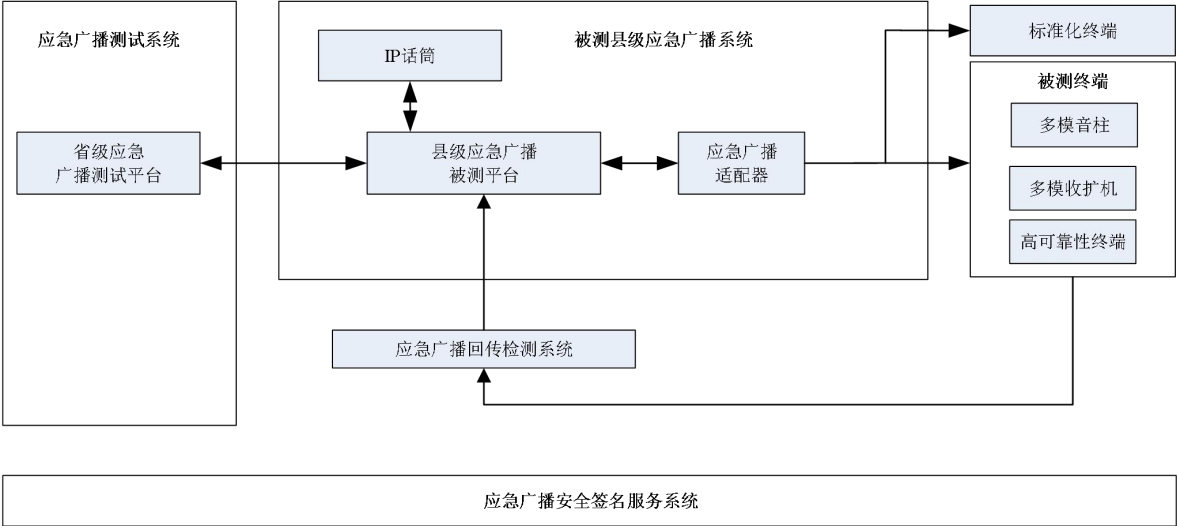 应急广播测试系统
省级应急
广播测试平台
被测县级应急广播系统
IP话筒
县级应急广播
被测平台
应急广播
适配器
标准化终端
被测终端
多模音柱
多模收扩机
高可靠性终端
应急广播回传检测系统
应急广播安全签名服务系统